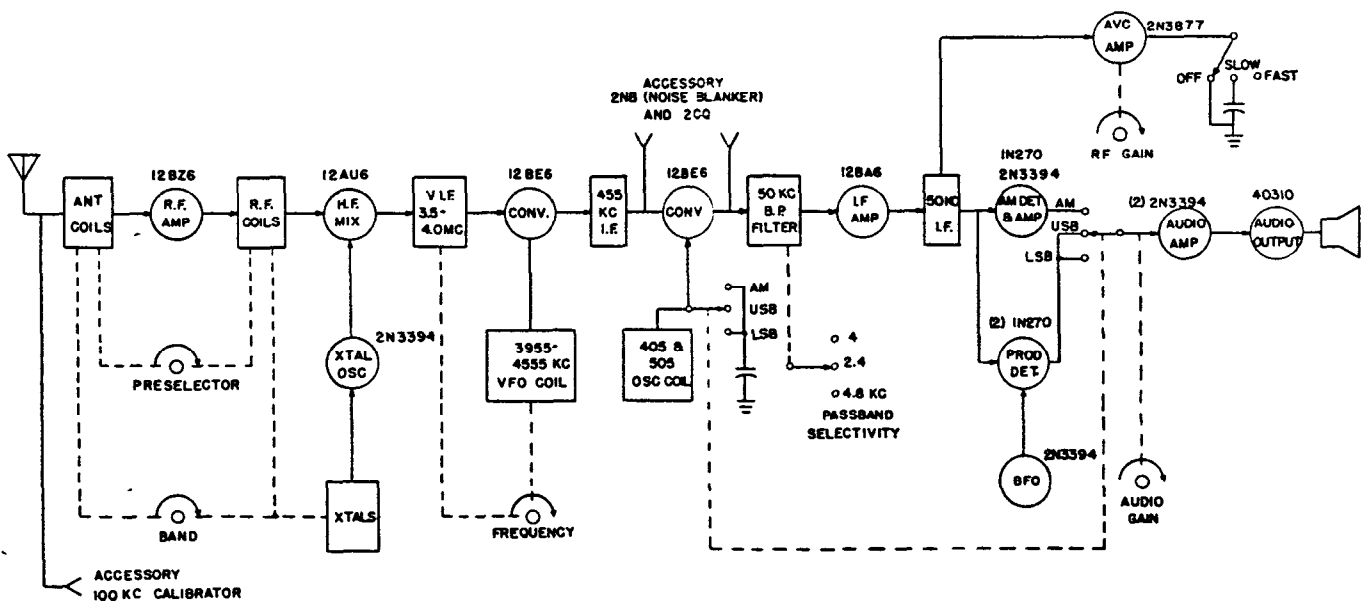 AVC
AMP
2N3877
OFF
SLOW
FAST
RF GAIN
ACCESSORY
2NB (NOISE BLANKER)
AND 2CQ
12BZ6
12AU6
12BE6
12BE6
12BA6
1N270
2N3394
ANT
COILS
R.F.
AMP
R.F.
COILS
H.F.
MIX
V.I.F.
3.5-
4.0MC
CONV.
455
KC
I.F.
CONV
50 KC
B.P.
FILTER
I.F
AMP
50 KC
I.F.
AM DET
& AMP
AM
USB
LSB
(2) 2N3394
AUDIO
AMP
40310
AUDIO
OUTPUT
PRESELECTOR
XTAL
OSC
2N3394
3955-
4555 KC
VFO COIL
405 &
505
OSC COIL
AM
USB
LSB
4
2.4
4.8 KC
PASSBAND
SELECTIVITY
(2) 1N270
PROD
DET.
2N3394
BFO
AUDIO
GAIN
BAND
XTALS
FREQUENCY
ACCESSORY
100 KC CALIBRATOR